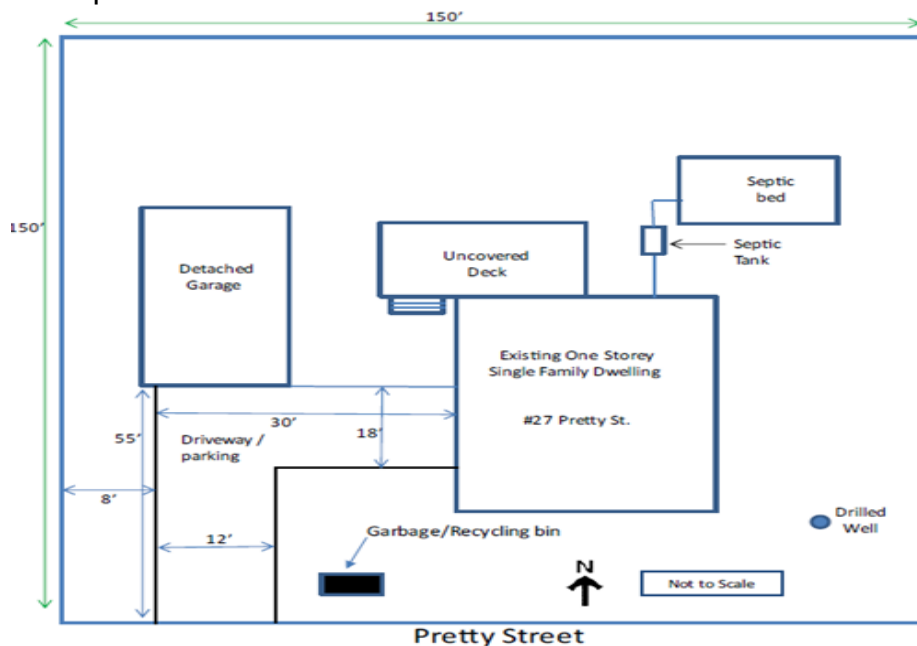 150'
150'
Septic
bed
Septic
Tank
Uncovered
Deck
Detached
Garage
Existing One Storey
Single Family Dwelling
#27 Pretty St.
30'
18'
55'
Driveway /
parking
8'
12'
Garbage/Recycling bin
Drilled
Well
N
Not to Scale
Pretty Street